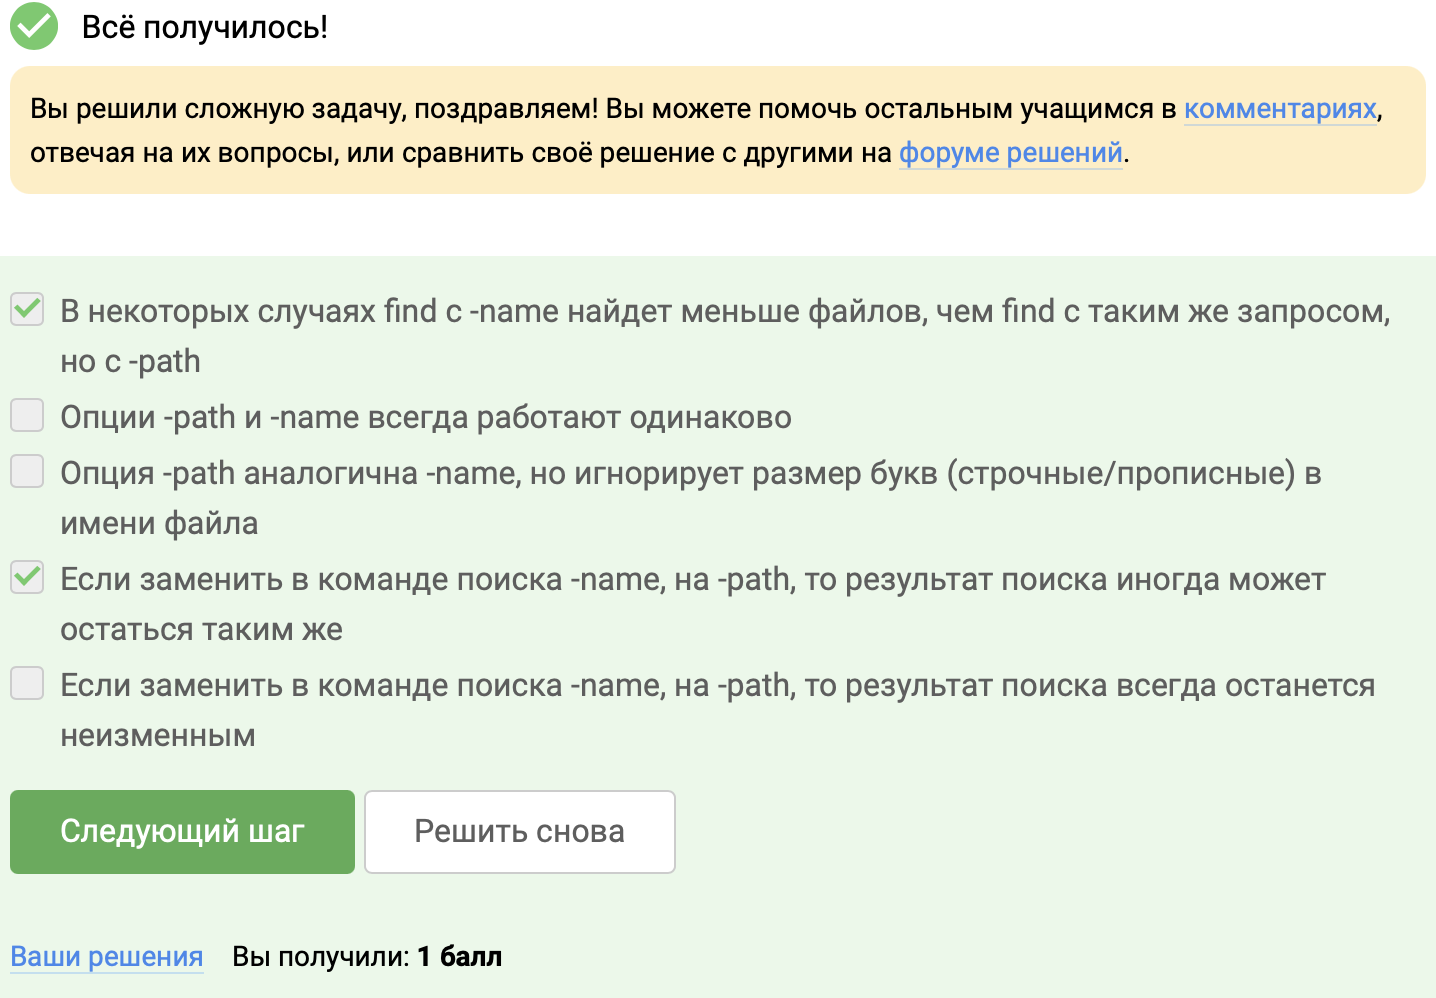 Всё получилось!
Вы решили сложную задачу, поздравляем! Вы можете помочь остальным учащимся в комментариях,
отвечая на их вопросы, или сравнить своё решение с другими на форуме решений.
В некоторых случаях find с -name найдет меньше файлов, чем find с таким же запросом,
но с -path
Опции -path и -name всегда работают одинаково
Опция -path аналогична -name, но игнорирует размер букв (строчные/прописные) в
имени файла
Если заменить в команде поиска -name, на -path, то результат поиска иногда может
остаться таким же
Если заменить в команде поиска -name, на -path, то результат поиска всегда останется
неизменным
Следующий шаг Решить снова
Ваши решения Вы получили: 1 балл